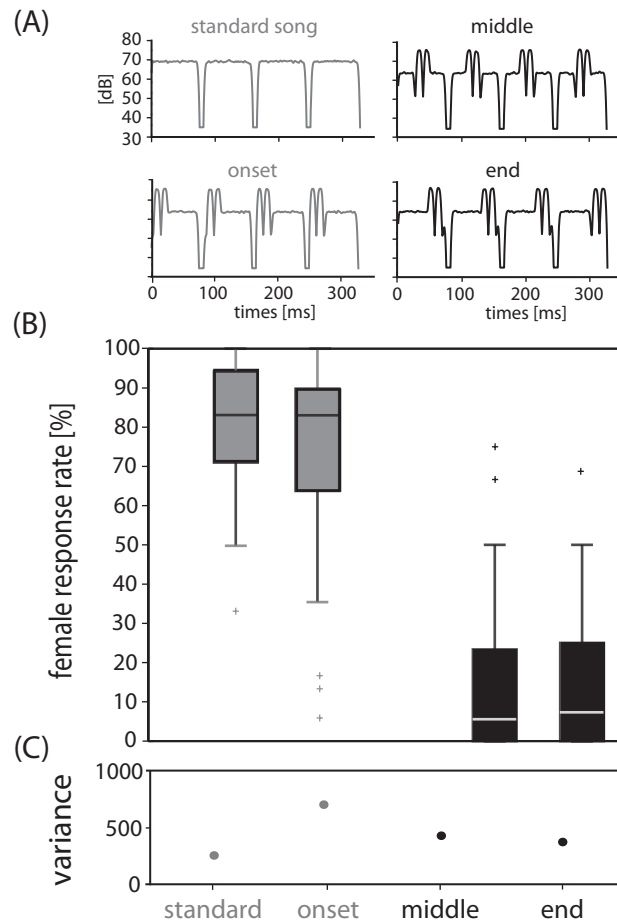 (A)
standard song
middle
[dB]
80
70
60
50
40
30
onset
end
0 100 200 300
0 100 200 300
times [ms]
times [ms]
(B)
female response rate [%]
100
90
80
70
60
50
40
30
20
10
0
(C)
variance
1000
500
0
standard onset middle end